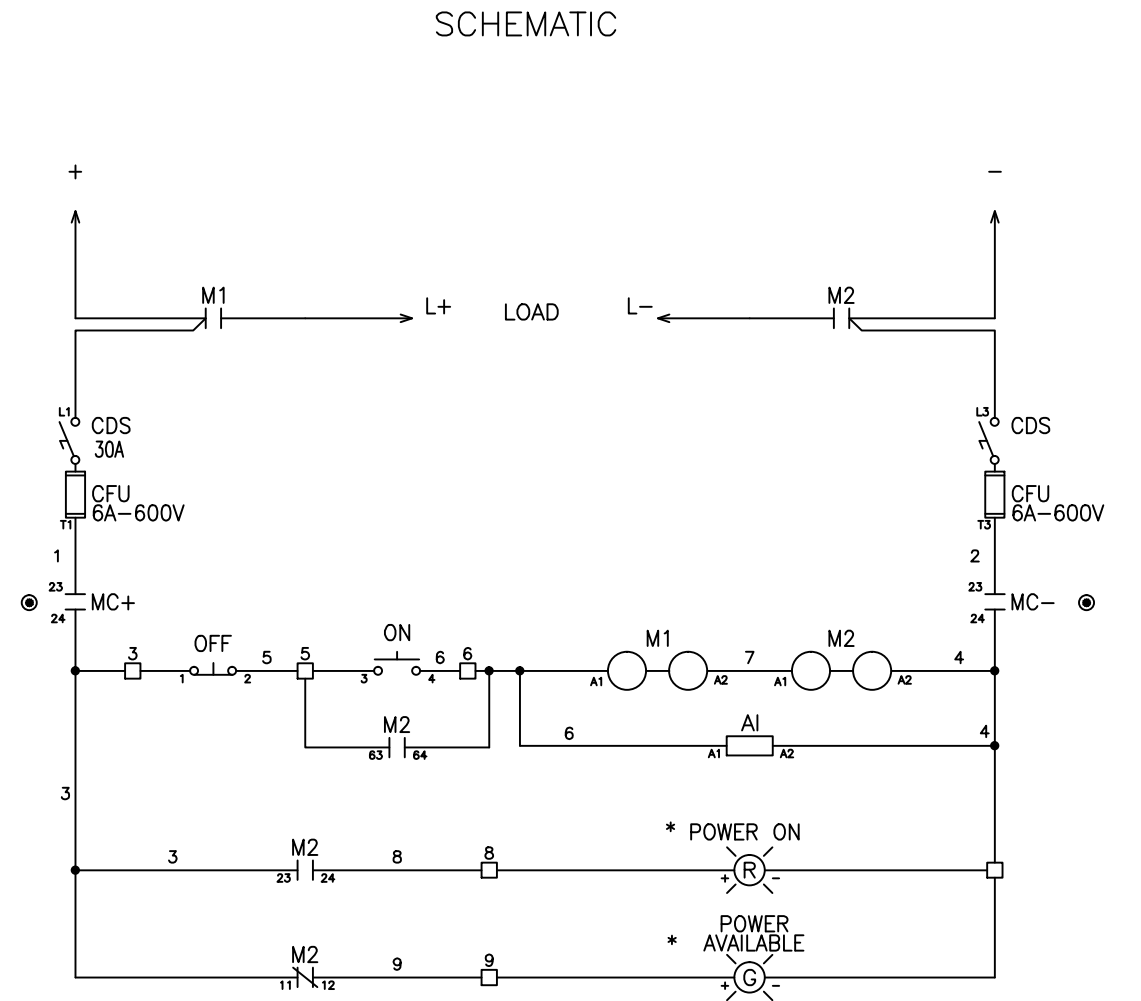 SCHEMATIC
+ −
M1 L+ LOAD L− M2
L1 CDS L3 CDS
30A
CFU CFU
6A−600V 6A−600V
T1 T3
1 2
23 23
MC+ MC−
24 24
OFF ON M1 M2
3 5 5 6 6 7 4
1 2 3 4 A1 A2 A1 A2
M2 AI
6 4
63 64 A1 A2
3
* POWER ON
M2
3 8 8
R
23 24 + −
POWER
* AVAILABLE
M2
9 9
G
11 12 + −